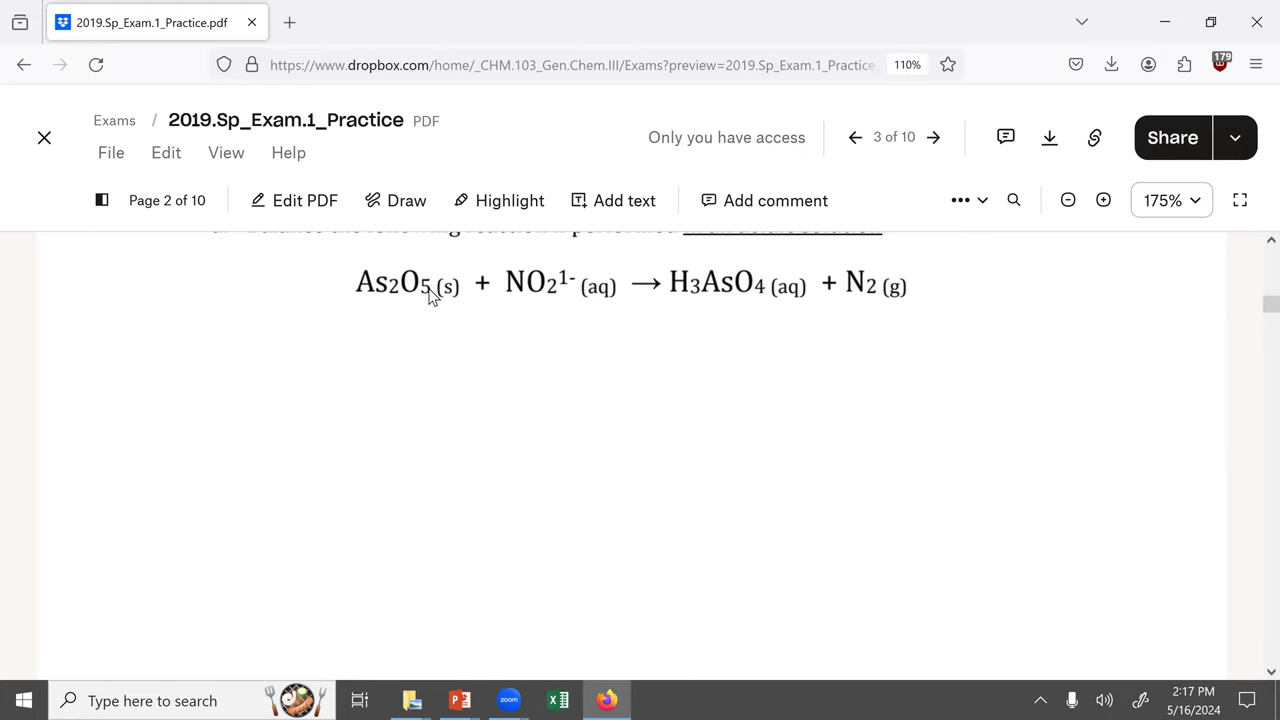 2019.Sp_Exam.1_Practice.pdf
https://www.dropbox.com/home/_CHM.123_Gen.Chem.III/Exams?preview=2019.Sp_Exam.1_Practice.
110%
179
Exams / 2019.Sp_Exam.1_Practice PDF
File Edit View Help
Only you have access
3 of 10
Share
Page 2 of 10
Edit PDF
Draw
Highlight
Add text
Add comment
175%
As₂O₅ (s) + NO₂¹⁻ (aq) → H₃AsO₄ (aq) + N₂ (g)
Type here to search
zoom
2:17 PM
5/16/2024